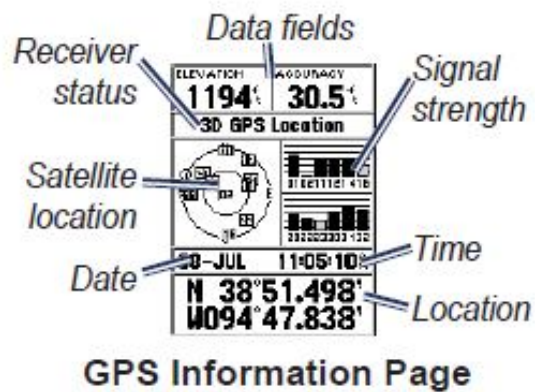 Data fields
Receiver
status
Signal
strength
ELEVATION ACCURACY
1194 30.5
3D GPS Location
Satellite
location
Date
Time
-JUL 11:05:10
N 38°51.498'
W094°47.838'
Location
GPS Information Page